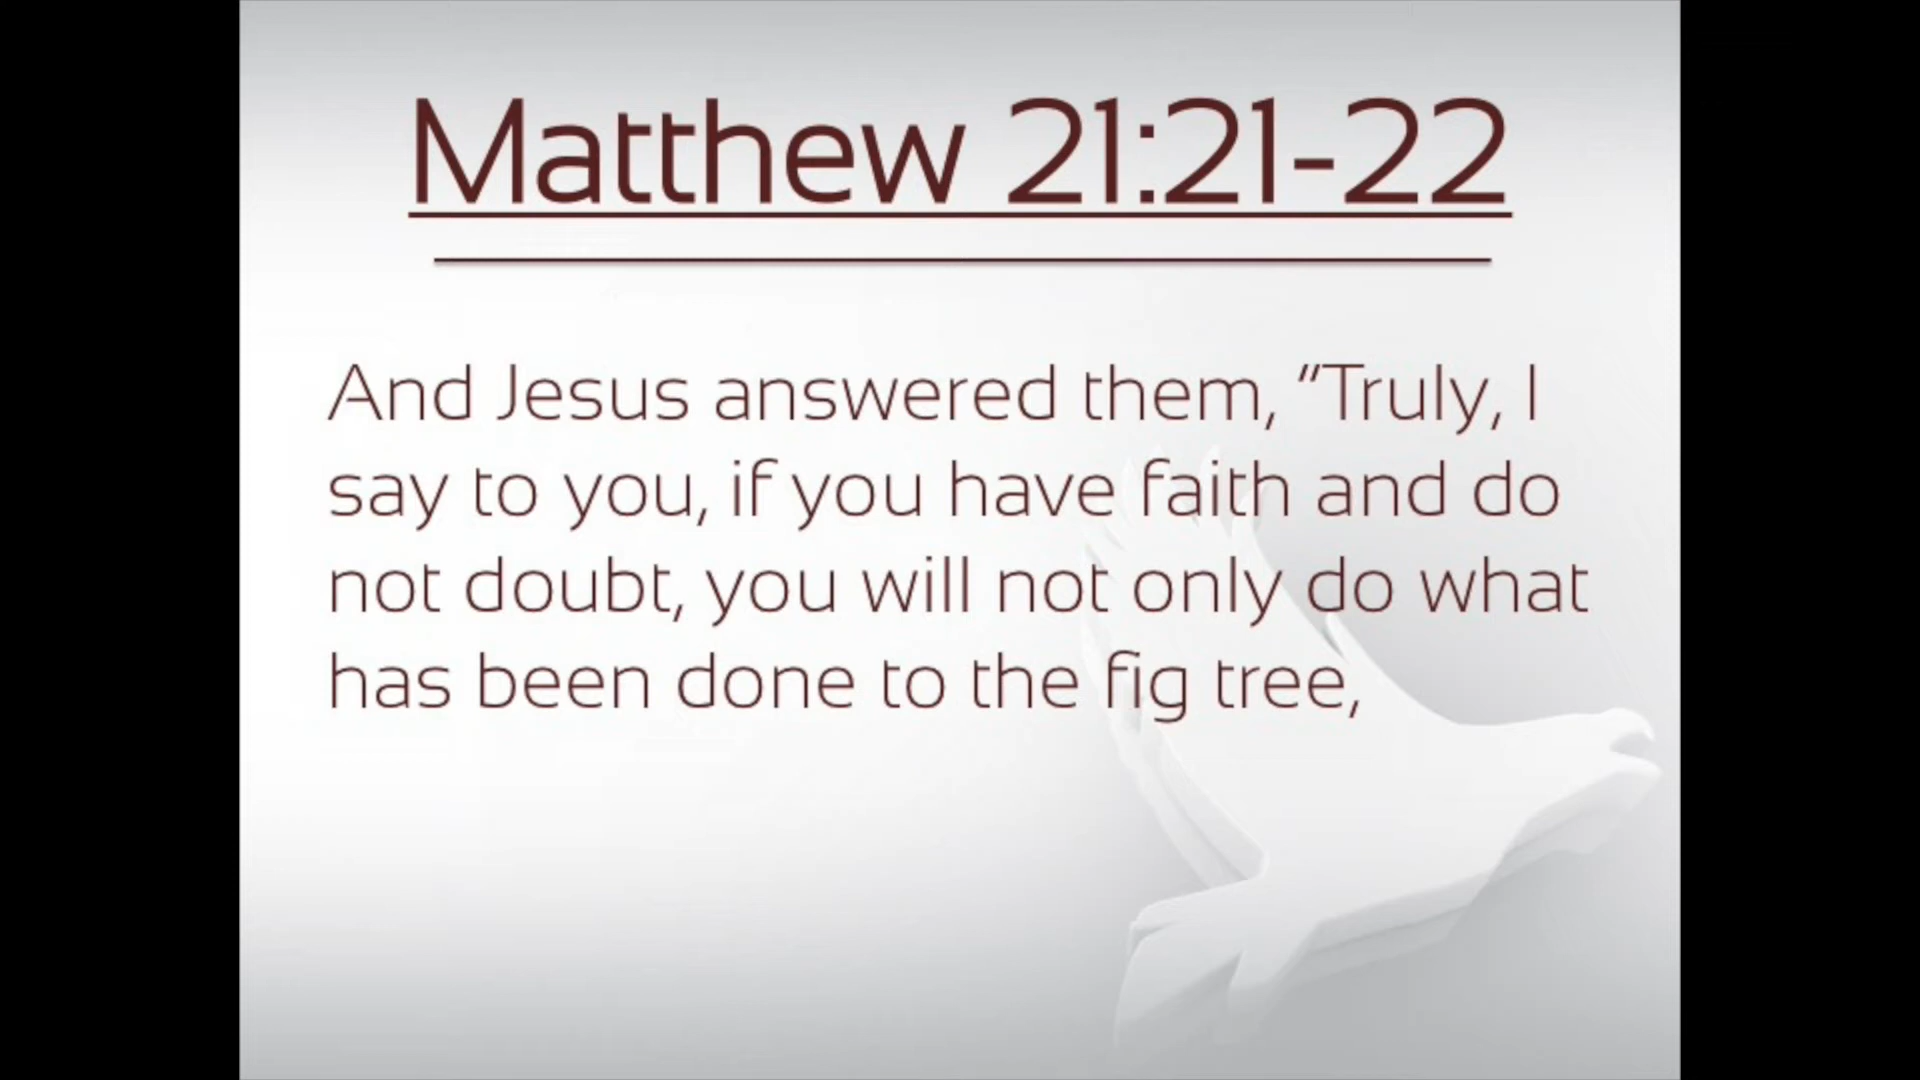 Matthew 21:21-22
And Jesus answered them, "Truly, I
say to you, if you have faith and do
not doubt, you will not only do what
has been done to the fig tree,